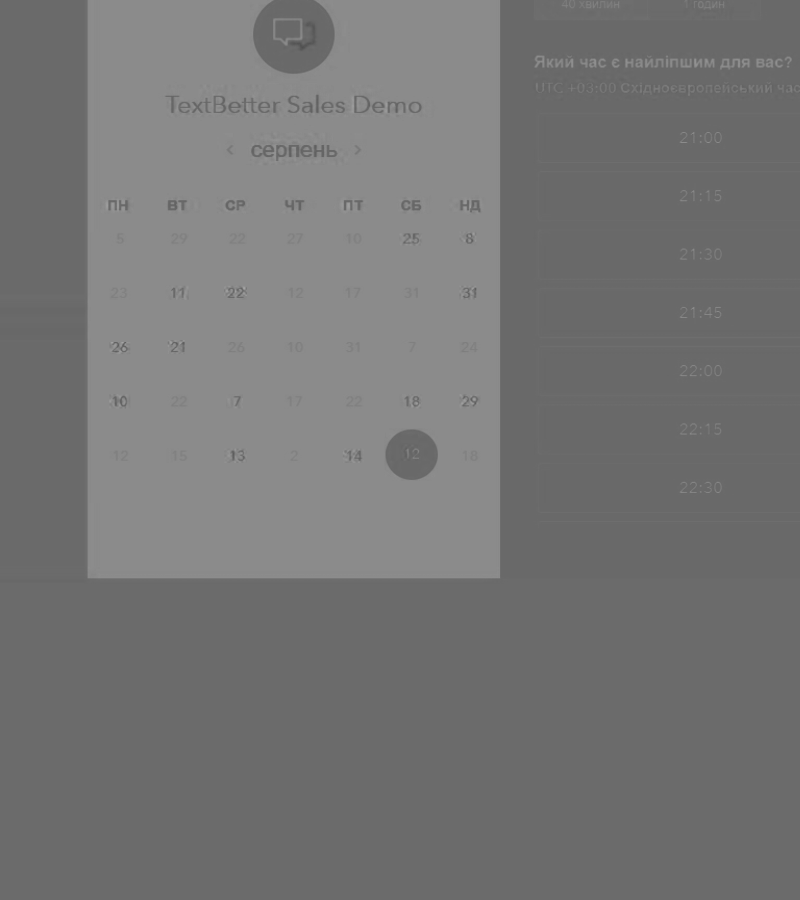 TextBetter Sales Demo
серпень
ПН ВТ СР ЧТ ПТ СБ НД
5 29 22 27 10 25 8
23 11 22 12 17 31 31
26 21 26 10 31 7 24
10 22 7 17 22 18 29
12 15 13 2 14 12 18
40 хвилин 1 годин
Який час є найліпшим для вас?
UTC +03:00 Східноєвропейський час
21:00
21:15
21:30
21:45
22:00
22:15
22:30